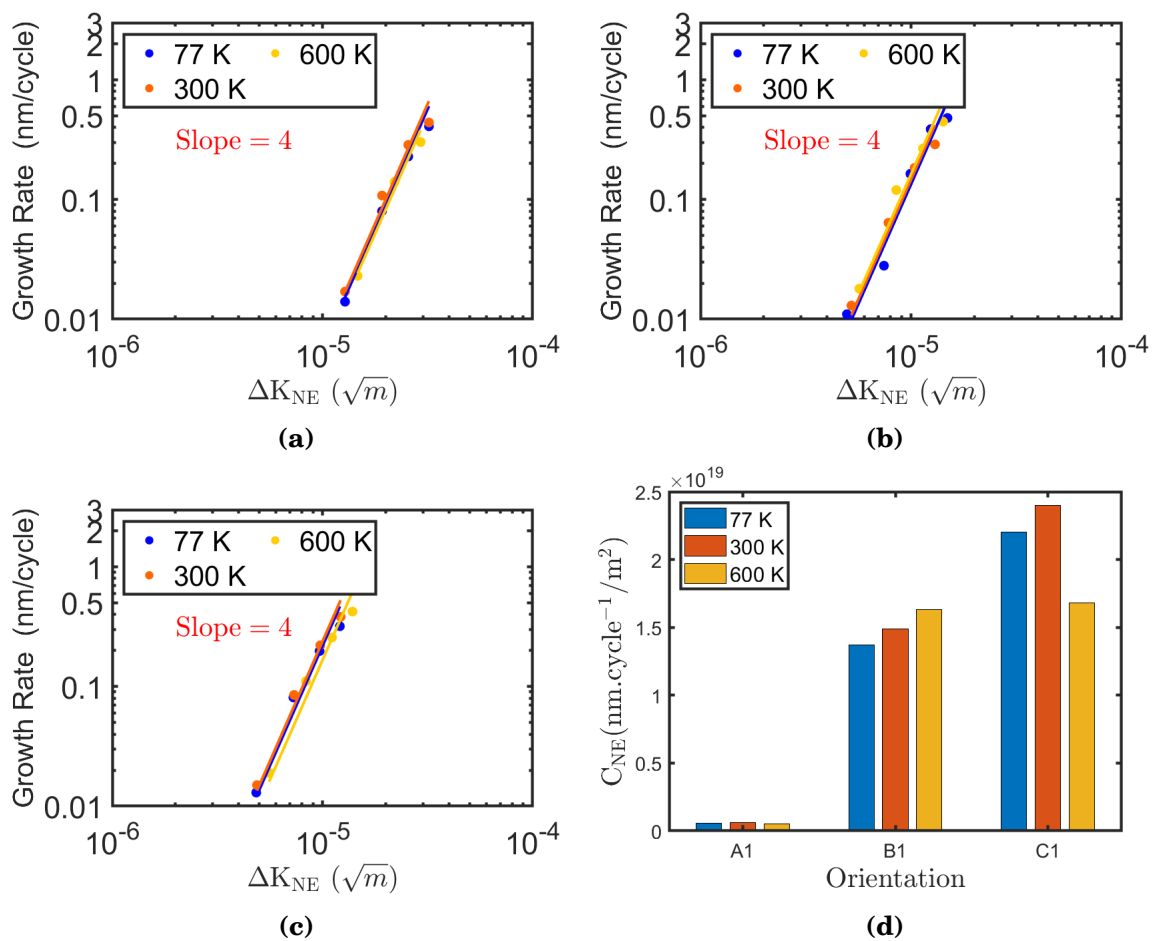 3
2
1
0.5
0.1
0.01
Growth Rate (nm/cycle)
77 K
600 K
300 K
Slope = 4
10⁻⁶
10⁻⁵
10⁻⁴
ΔK_NE (√m)
(a)
3
2
1
0.5
0.1
0.01
Growth Rate (nm/cycle)
77 K
600 K
300 K
Slope = 4
10⁻⁶
10⁻⁵
10⁻⁴
ΔK_NE (√m)
(b)
3
2
1
0.5
0.1
0.01
Growth Rate (nm/cycle)
77 K
600 K
300 K
Slope = 4
10⁻⁶
10⁻⁵
10⁻⁴
ΔK_NE (√m)
(c)
×10¹⁹
2.5
2
1.5
1
0.5
0
C_NE(nm.cycle⁻¹/m²)
77 K
300 K
600 K
A1
B1
C1
Orientation
(d)